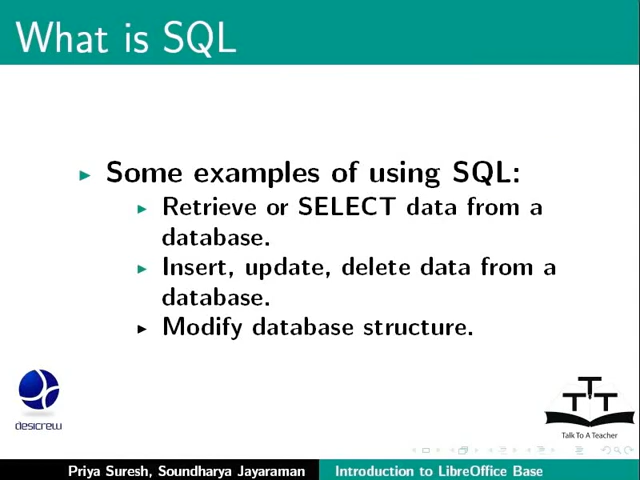 What is SQL
Some examples of using SQL:
Retrieve or SELECT data from a
database.
Insert, update, delete data from a
database.
Modify database structure.
desicrew
TTT
Talk To A Teacher
Priya Suresh, Soundharya Jayaraman
Introduction to LibreOffice Base